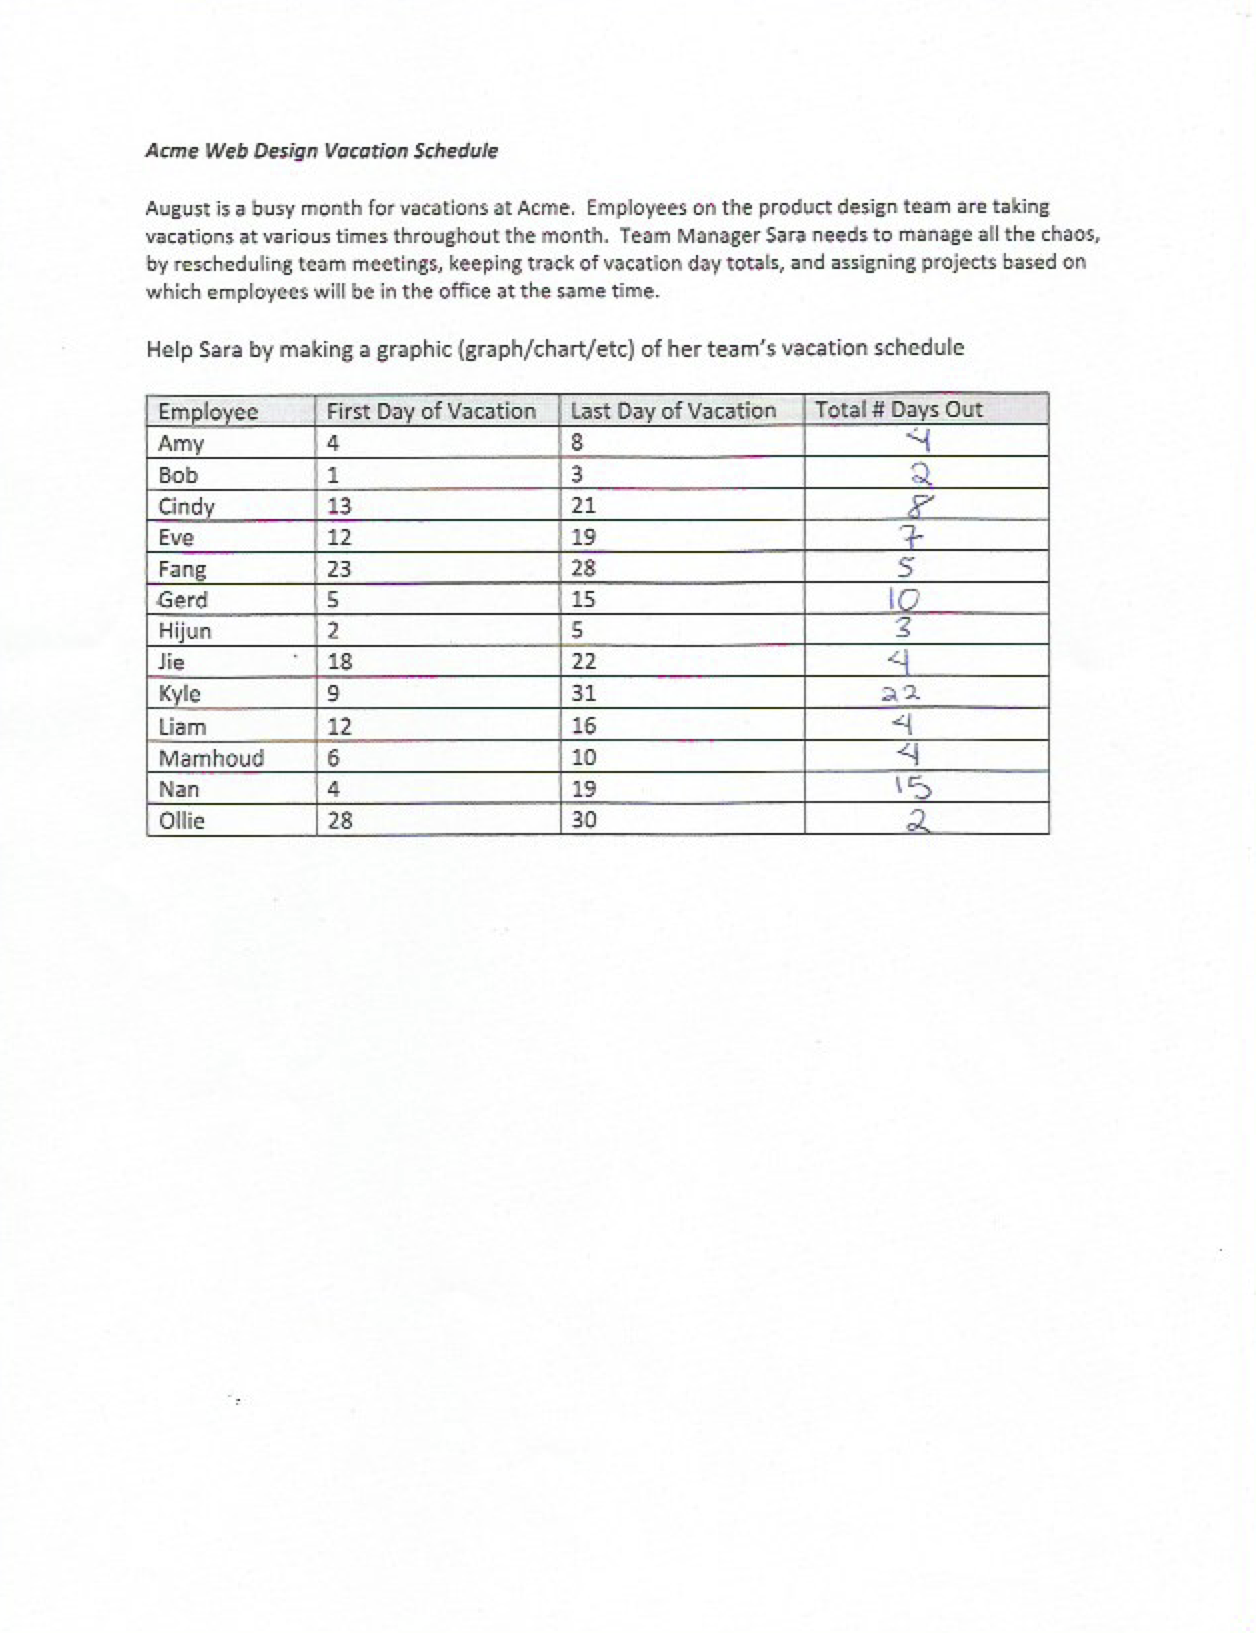 Acme Web Design Vacation Schedule
August is a busy month for vacations at Acme. Employees on the product design team are taking
vacations at various times throughout the month. Team Manager Sara needs to manage all the chaos,
by rescheduling team meetings, keeping track of vacation day totals, and assigning projects based on
which employees will be in the office at the same time.
Help Sara by making a graphic (graph/chart/etc) of her team's vacation schedule
Employee First Day of Vacation Last Day of Vacation Total # Days Out
Amy 4 8 4
Bob 1 3 2
Cindy 13 21 8
Eve 12 19 7
Fang 23 28 5
Gerd 5 15 10
Hijun 2 5 3
Jie 18 22 4
Kyle 9 31 22
Liam 12 16 4
Mamhoud 6 10 4
Nan 4 19 15
Ollie 28 30 2